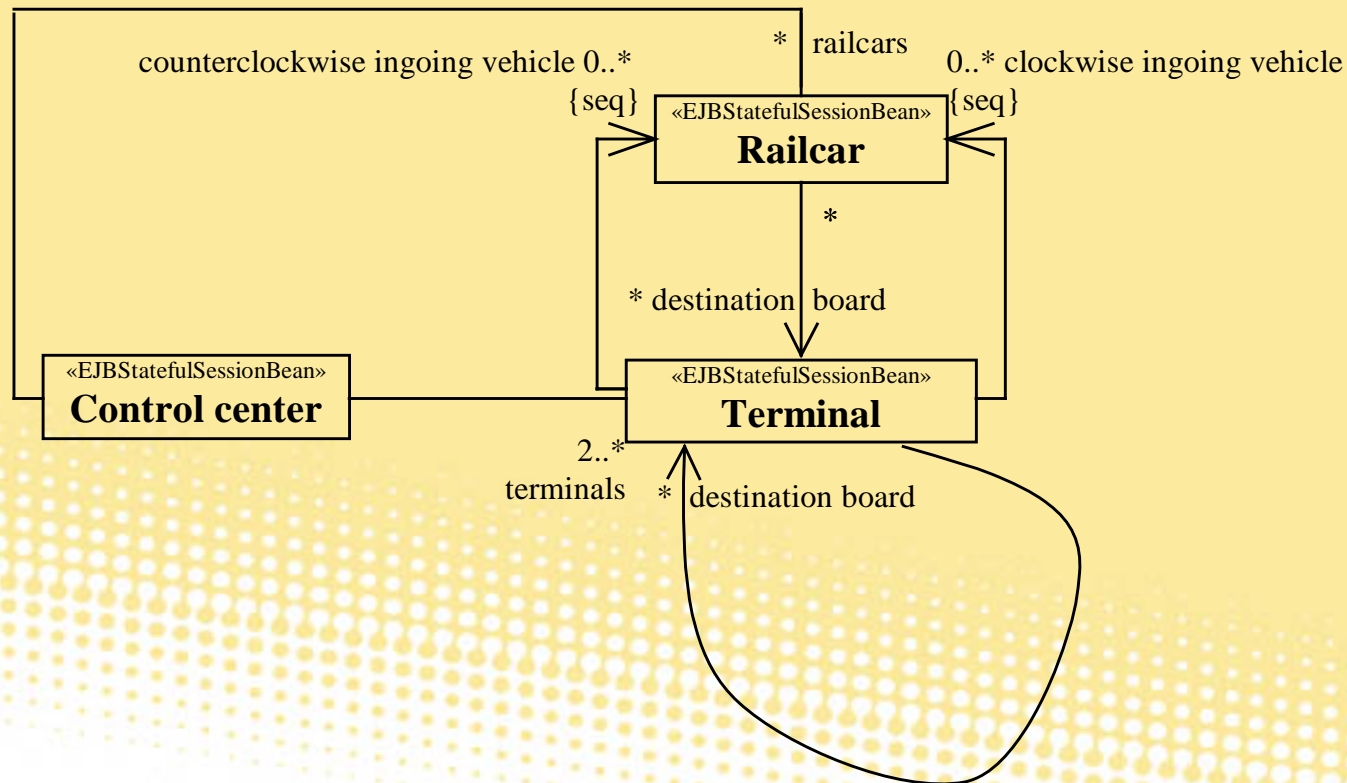 * railcars
counterclockwise ingoing vehicle 0..*
{seq}
0..* clockwise ingoing vehicle
{seq}
«EJBStatefulSessionBean»
Railcar
*
* destination board
«EJBStatefulSessionBean»
Control center
«EJBStatefulSessionBean»
Terminal
2..*
terminals
* destination board